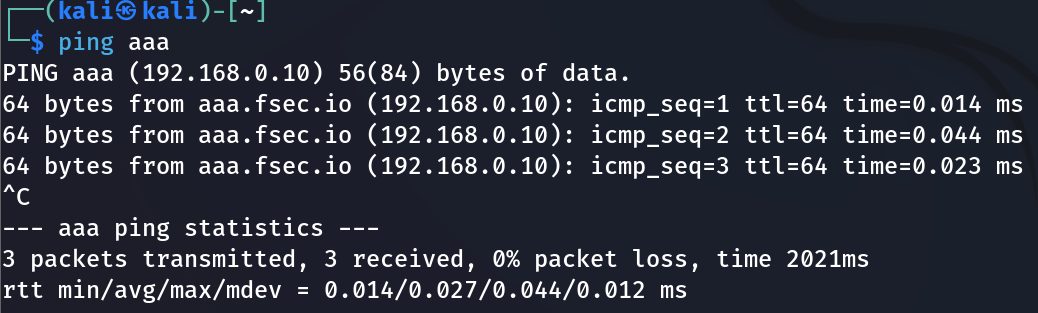 ┌──(kali㉿kali)-[~]
└─$ ping aaa
PING aaa (192.168.0.10) 56(84) bytes of data.
64 bytes from aaa.fsec.io (192.168.0.10): icmp_seq=1 ttl=64 time=0.014 ms
64 bytes from aaa.fsec.io (192.168.0.10): icmp_seq=2 ttl=64 time=0.044 ms
64 bytes from aaa.fsec.io (192.168.0.10): icmp_seq=3 ttl=64 time=0.023 ms
^C
--- aaa ping statistics ---
3 packets transmitted, 3 received, 0% packet loss, time 2021ms
rtt min/avg/max/mdev = 0.014/0.027/0.044/0.012 ms